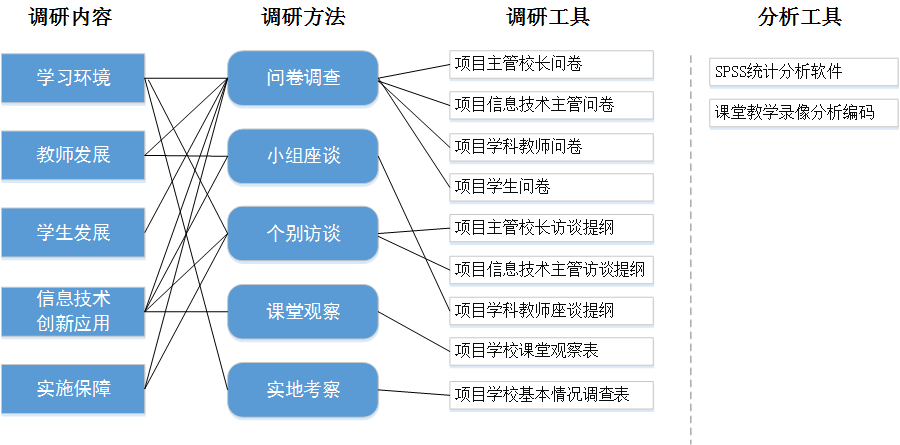 调研内容
调研方法
调研工具
分析工具
学习环境
教师发展
学生发展
信息技术
创新应用
实施保障
问卷调查
小组座谈
个别访谈
课堂观察
实地考察
项目主管校长问卷
项目信息技术主管问卷
项目学科教师问卷
项目学生问卷
项目主管校长访谈提纲
项目信息技术主管访谈提纲
项目学科教师座谈提纲
项目学校课堂观察表
项目学校基本情况调查表
SPSS统计分析软件
课堂教学录像分析编码